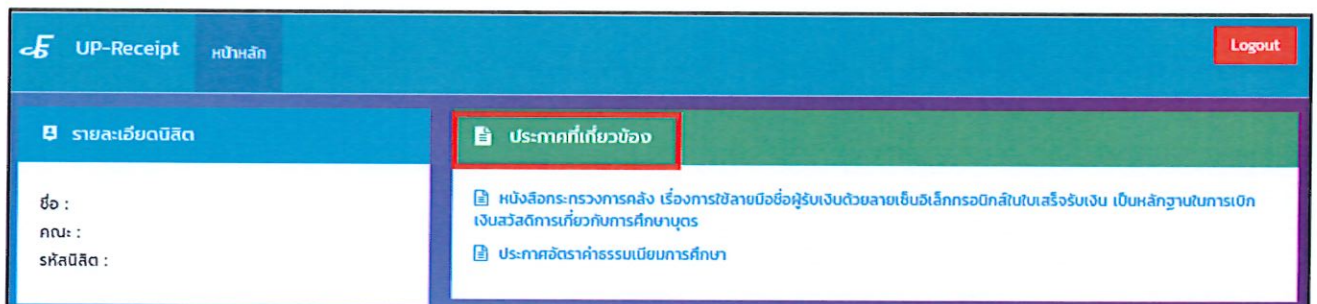 UP-Receipt หน้าหลัก Logout
รายละเอียดนิสิต
ประกาศที่เกี่ยวข้อง
ชื่อ :
คณะ :
รหัสนิสิต :
หนังสือกระทรวงการคลัง เรื่องการใช้ลายมือชื่อผู้รับเงินด้วยลายเซ็นอิเล็กทรอนิกส์ในใบเสร็จรับเงิน เป็นหลักฐานในการเบิก
เงินสวัสดิการเกี่ยวกับการศึกษาบุตร
ประกาศอัตราค่าธรรมเนียมการศึกษา